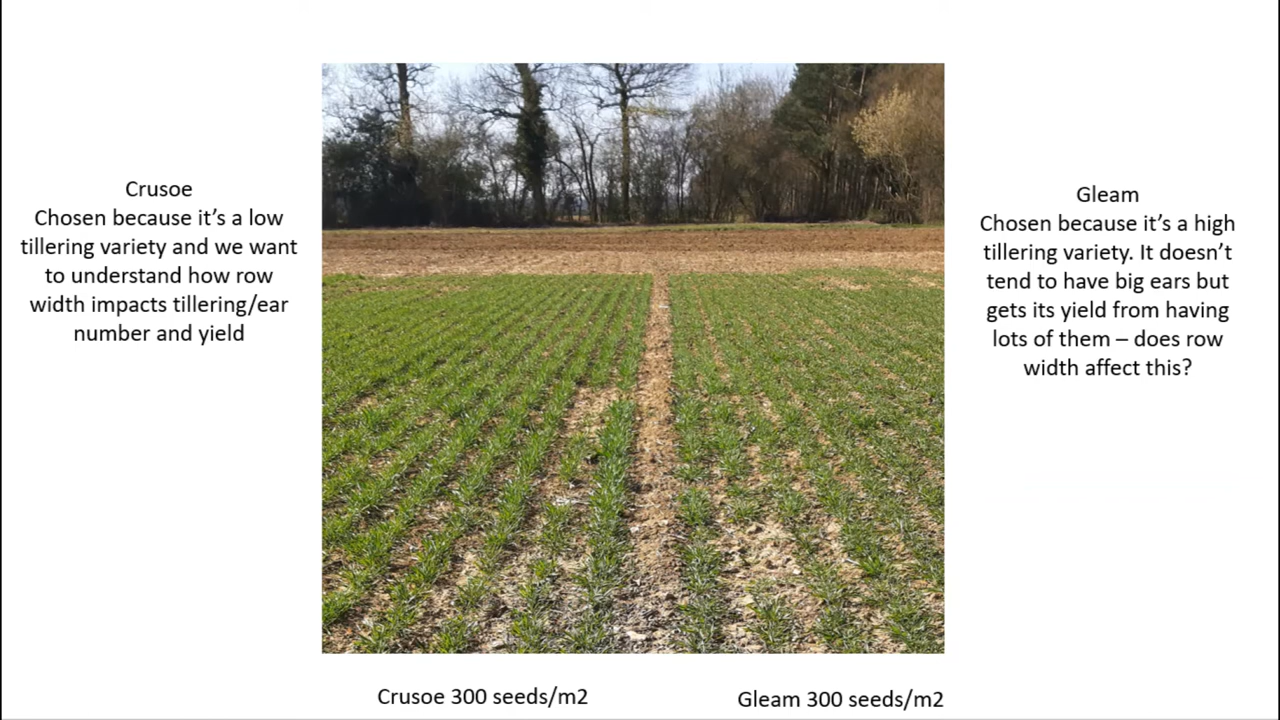 Crusoe
Chosen because it’s a low
tillering variety and we want
to understand how row
width impacts tillering/ear
number and yield
Gleam
Chosen because it’s a high
tillering variety. It doesn’t
tend to have big ears but
gets its yield from having
lots of them – does row
width affect this?
Crusoe 300 seeds/m2
Gleam 300 seeds/m2